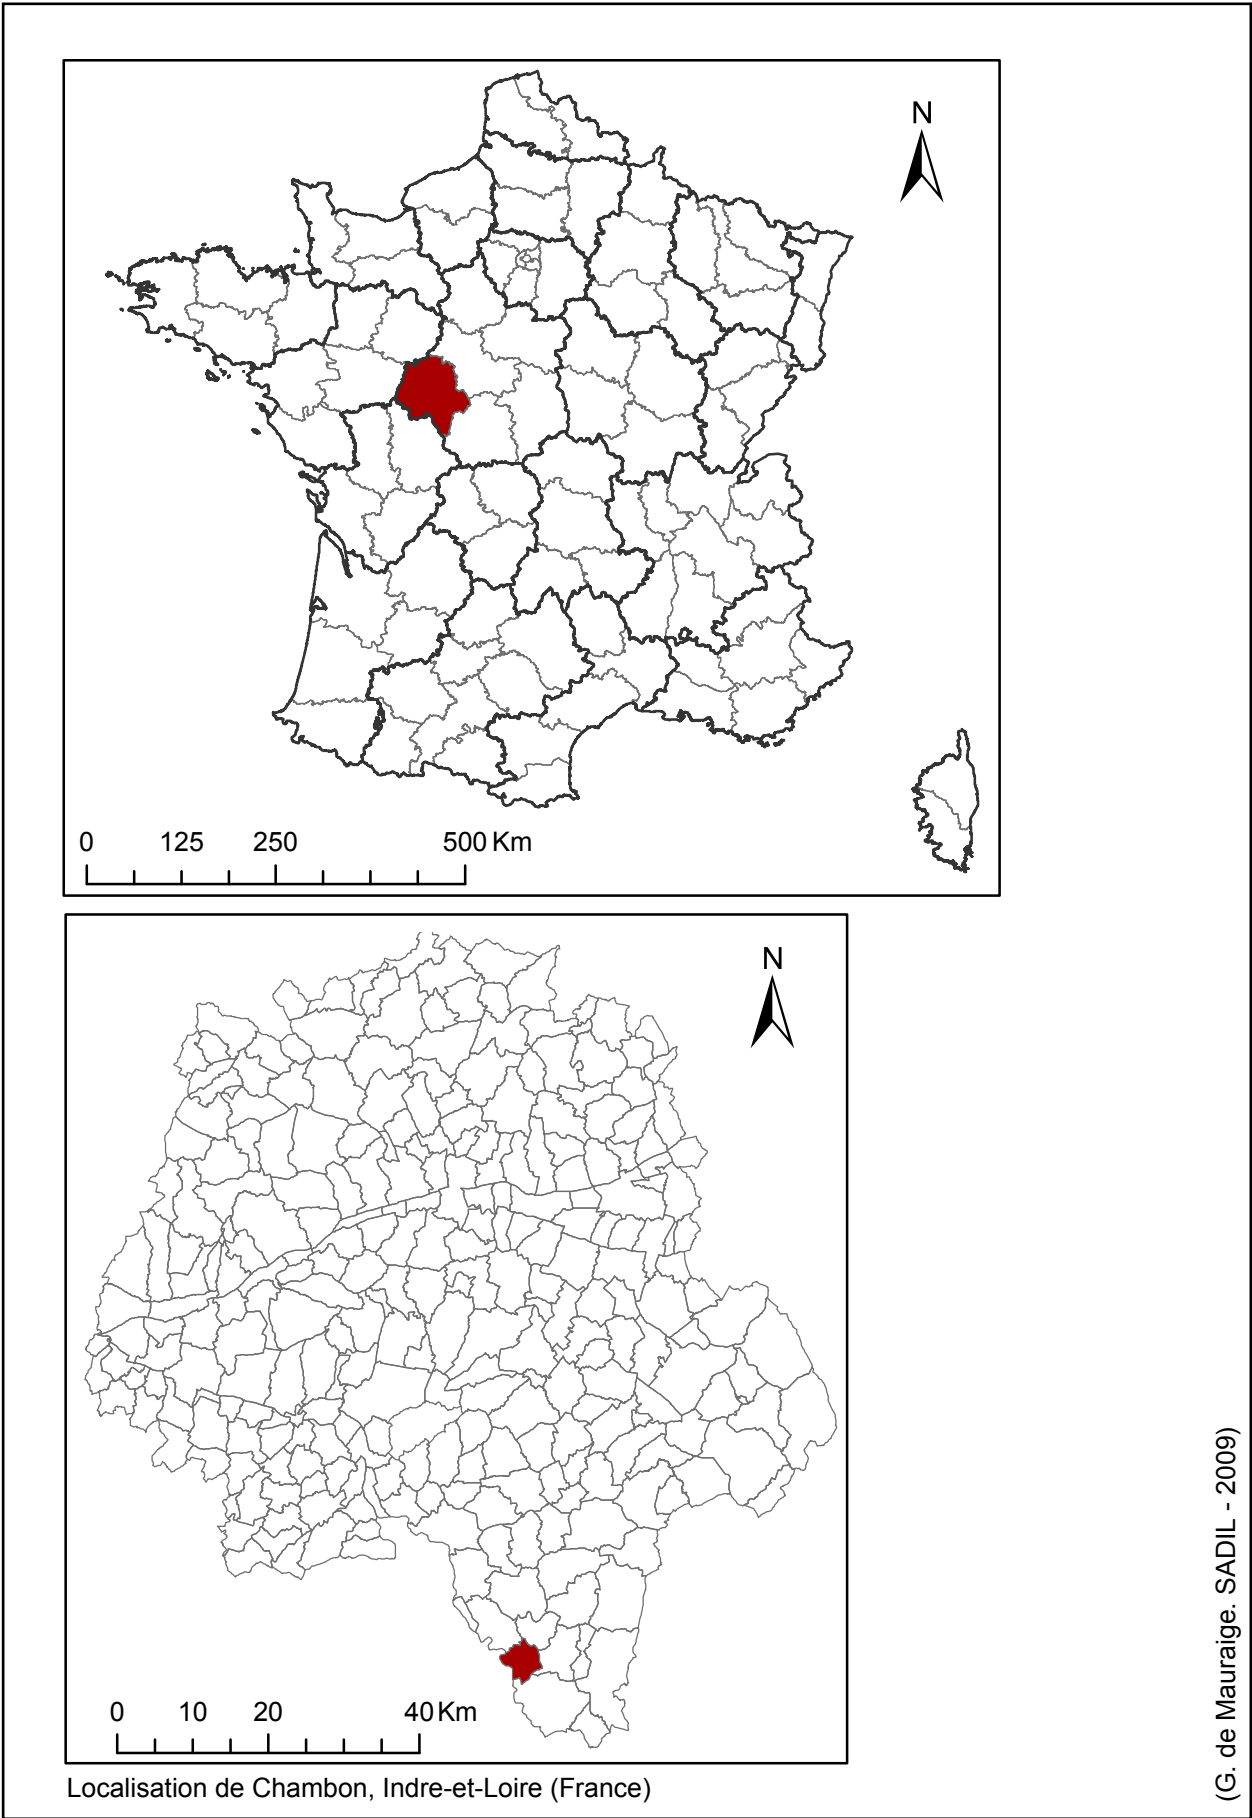 N
0 125 250 500 Km
N
0 10 20 40 Km
Localisation de Chambon, Indre-et-Loire (France)
(G. de Mauraige. SADIL - 2009)